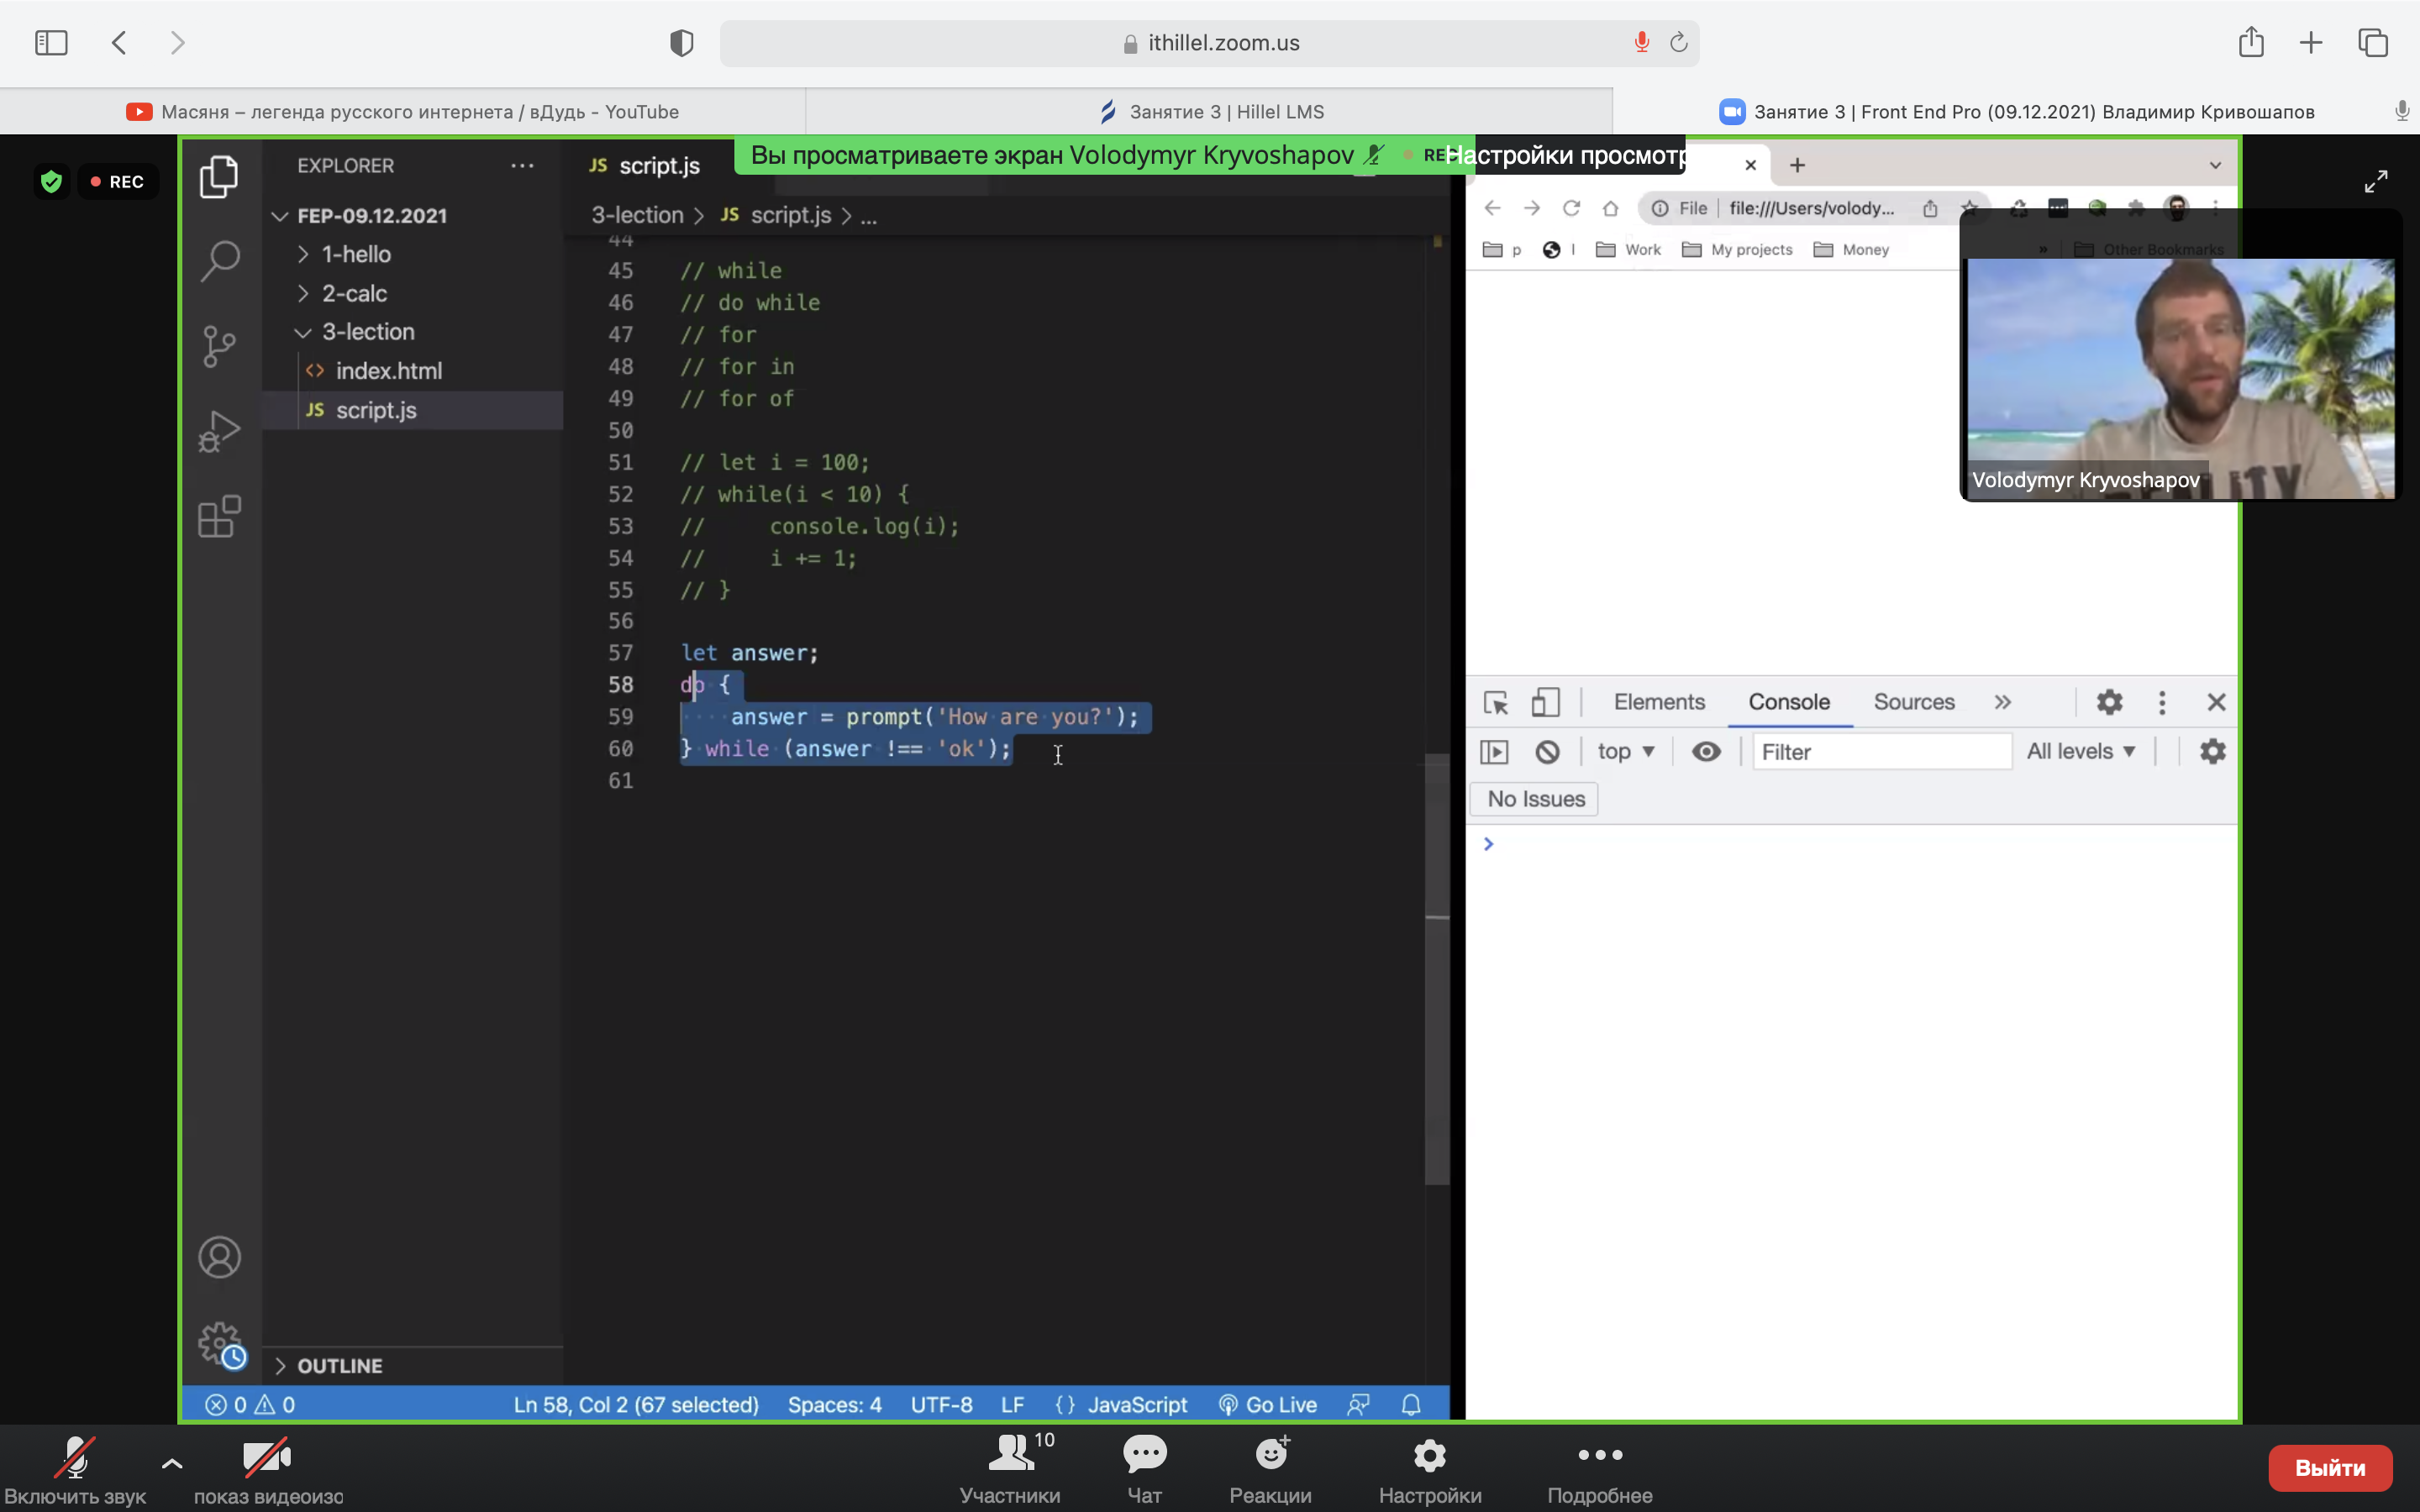 ithillel.zoom.us
Масяня – легенда русского интернета / вДудь - YouTube
Занятие 3 | Hillel LMS
Занятие 3 | Front End Pro (09.12.2021) Владимир Кривошапов
REC
Вы просматриваете экран Volodymyr Kryvoshapov
REC
Настройки просмотр
EXPLORER
JS script.js
FEP-09.12.2021
1-hello
2-calc
3-lection
index.html
JS script.js
OUTLINE
3-lection > JS script.js > ...
44
45 // while
46 // do while
47 // for
48 // for in
49 // for of
50
51 // let i = 100;
52 // while(i < 10) {
53 //     console.log(i);
54 //     i += 1;
55 // }
56
57 let answer;
58 do {
59     answer = prompt('How are you?');
60 } while (answer !== 'ok');
61
0 0 Ln 58, Col 2 (67 selected) Spaces: 4 UTF-8 LF {} JavaScript Go Live
File file:///Users/volody...
p I Work My projects Money » Other Bookmarks
Volodymyr Kryvoshapov
Elements Console Sources »
top Filter All levels
No Issues
Включить звук
показ видеоизо
10
Участники
Чат
Реакции
Настройки
Подробнее
Выйти